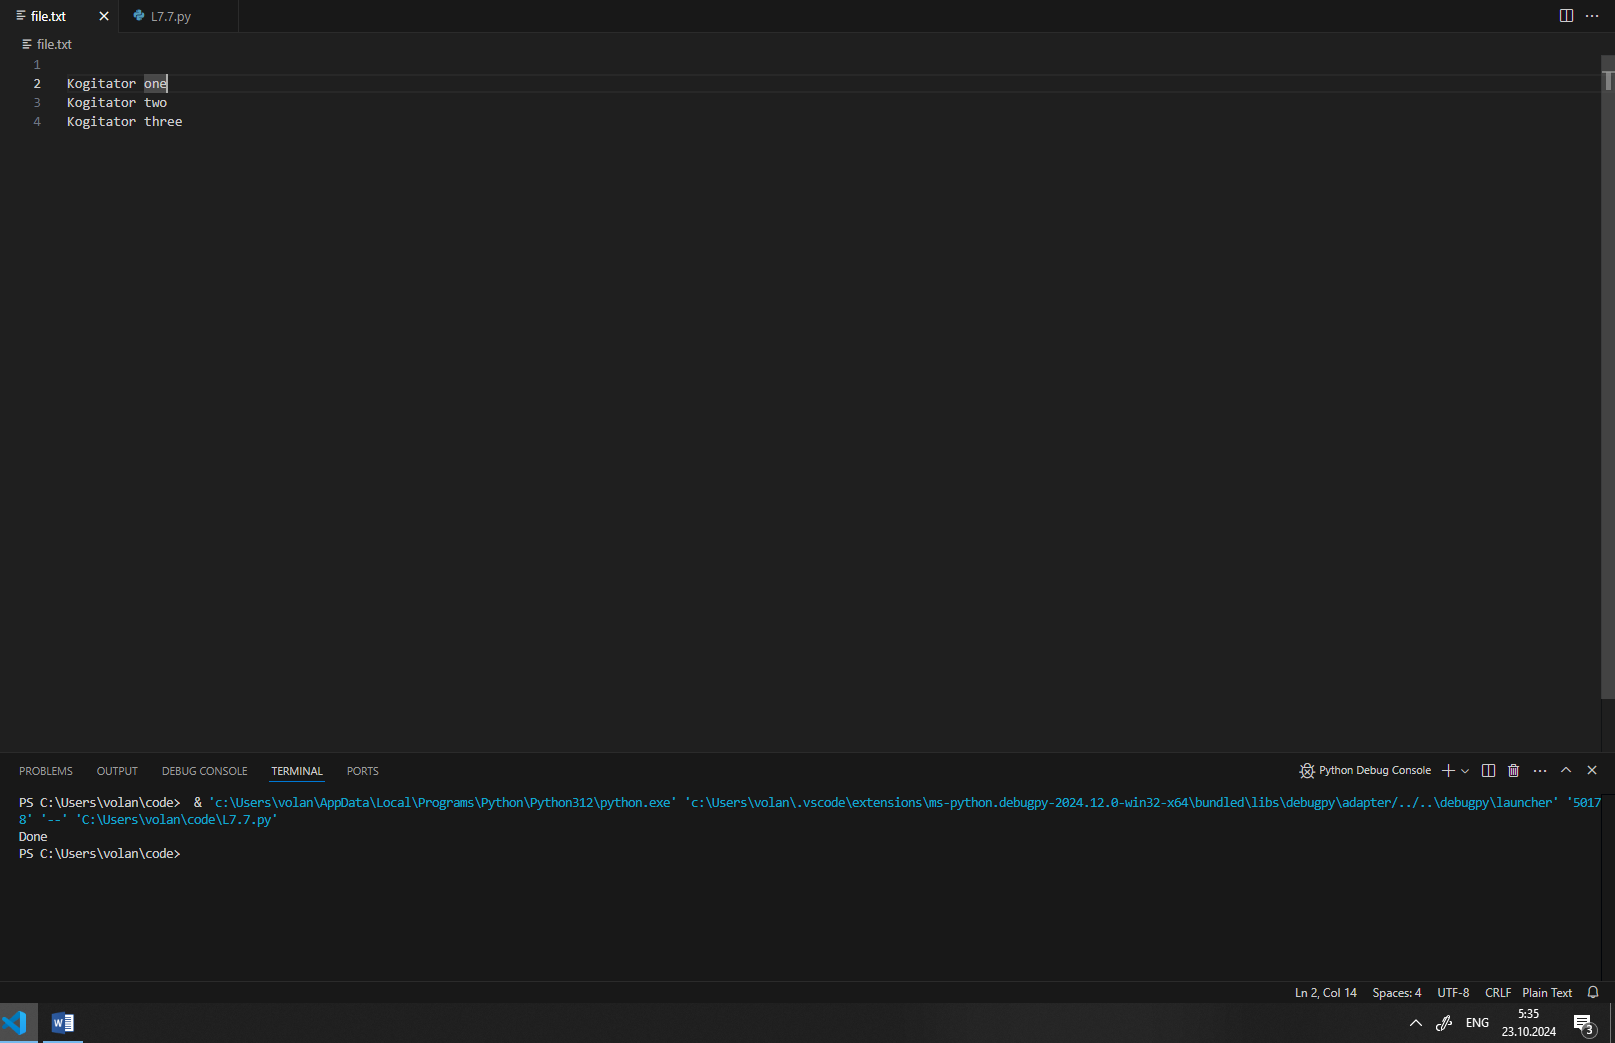 file.txt
L7.7.py
file.txt
1
2 Kogitator one
3 Kogitator two
4 Kogitator three
PROBLEMS OUTPUT DEBUG CONSOLE TERMINAL PORTS
Python Debug Console
PS C:\Users\volan\code>  & 'c:\Users\volan\AppData\Local\Programs\Python\Python312\python.exe' 'c:\Users\volan\.vscode\extensions\ms-python.debugpy-2024.12.0-win32-x64\bundled\libs\debugpy\adapter/../..\debugpy\launcher' '5017
8' '--' 'C:\Users\volan\code\L7.7.py'
Done
PS C:\Users\volan\code>
Ln 2, Col 14 Spaces: 4 UTF-8 CRLF Plain Text
W
ENG
5:35
23.10.2024
3